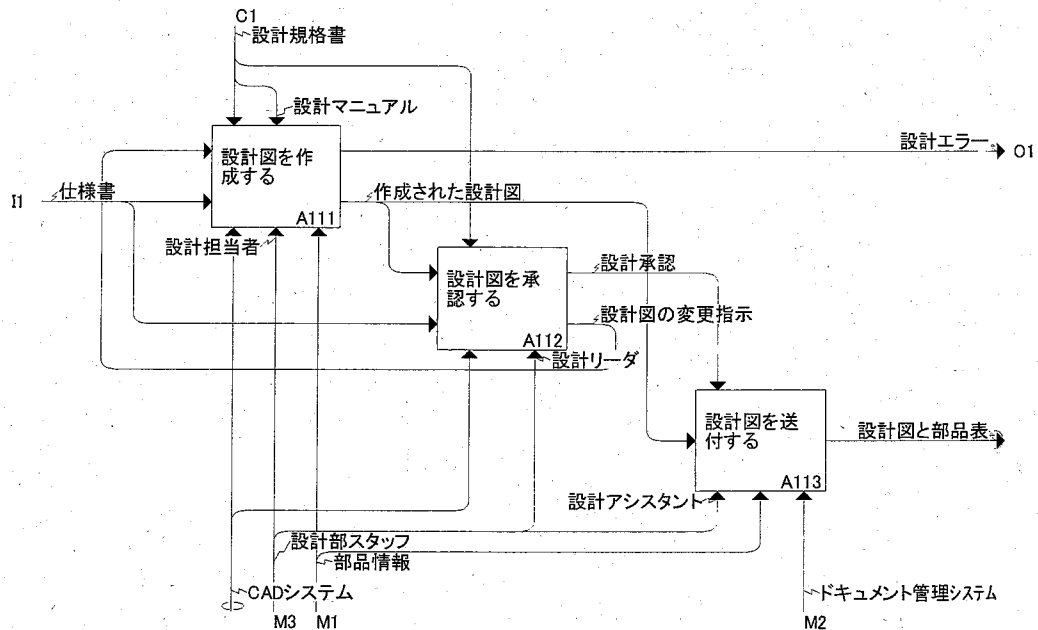 C1
設計規格書
設計マニュアル
設計図を作
成する
A111
設計エラー
O1
I1
仕様書
作成された設計図
設計担当者
設計図を承
認する
A112
設計承認
設計図の変更指示
設計リーダ
設計図を送
付する
A113
設計図と部品表
設計アシスタント
設計部スタッフ
部品情報
CADシステム
ドキュメント管理システム
M3
M1
M2